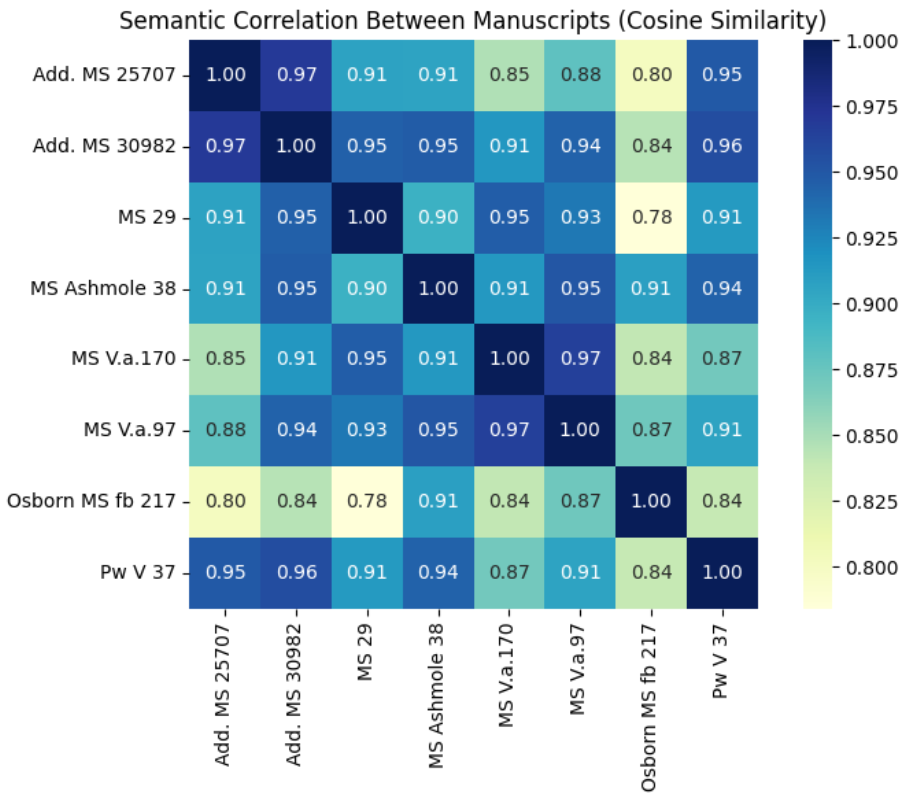 Semantic Correlation Between Manuscripts (Cosine Similarity)
Add. MS 25707 1.00 0.97 0.91 0.91 0.85 0.88 0.80 0.95
Add. MS 30982 0.97 1.00 0.95 0.95 0.91 0.94 0.84 0.96
MS 29 0.91 0.95 1.00 0.90 0.95 0.93 0.78 0.91
MS Ashmole 38 0.91 0.95 0.90 1.00 0.91 0.95 0.91 0.94
MS V.a.170 0.85 0.91 0.95 0.91 1.00 0.97 0.84 0.87
MS V.a.97 0.88 0.94 0.93 0.95 0.97 1.00 0.87 0.91
Osborn MS fb 217 0.80 0.84 0.78 0.91 0.84 0.87 1.00 0.84
Pw V 37 0.95 0.96 0.91 0.94 0.87 0.91 0.84 1.00
Add. MS 25707
Add. MS 30982
MS 29
MS Ashmole 38
MS V.a.170
MS V.a.97
Osborn MS fb 217
Pw V 37
1.000
0.975
0.950
0.925
0.900
0.875
0.850
0.825
0.800